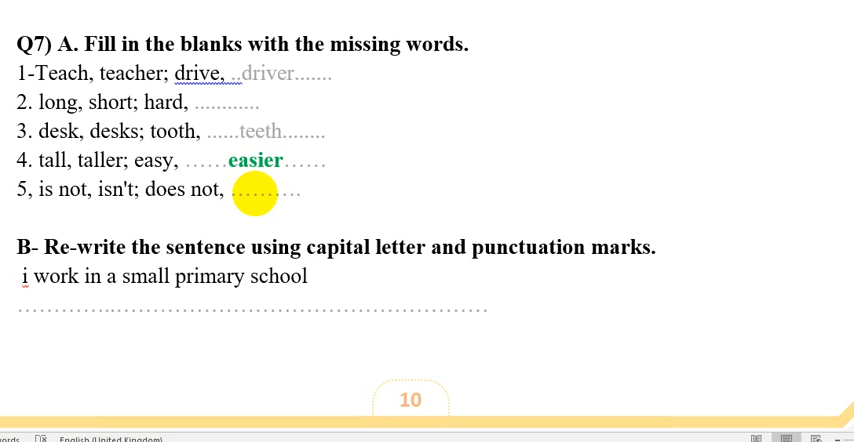 Q7) A. Fill in the blanks with the missing words.
1-Teach, teacher; drive, ..driver.......
2. long, short; hard, ............
3. desk, desks; tooth, ......teeth........
4. tall, taller; easy, ......easier......
5, is not, isn't; does not, ..........
B- Re-write the sentence using capital letter and punctuation marks.
i work in a small primary school
................................................................
10
English (United Kingdom)